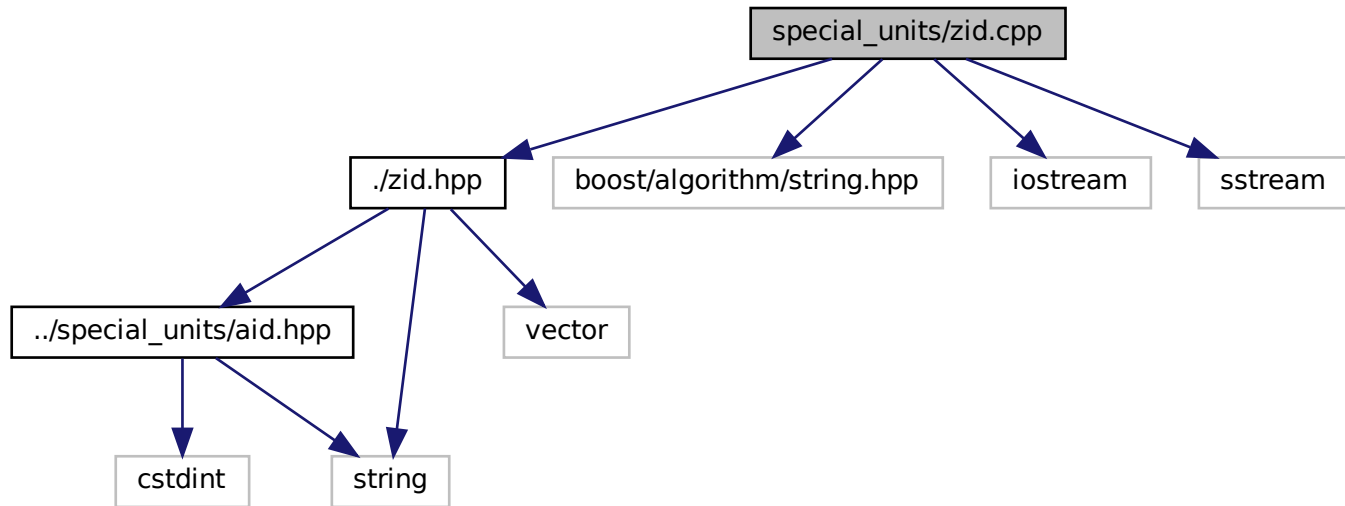 special_units/zid.cpp
./zid.hpp
boost/algorithm/string.hpp
iostream
sstream
../special_units/aid.hpp
vector
cstdint
string